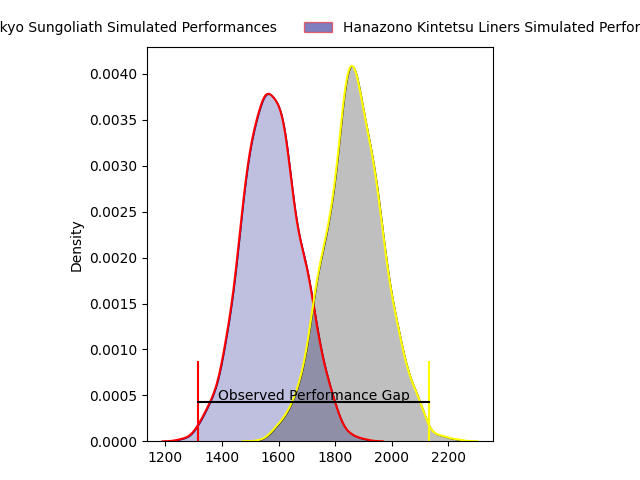 kyo Sungoliath Simulated Performances
Hanazono Kintetsu Liners Simulated Perfor
0.0040
0.0035
0.0030
0.0025
0.0020
0.0015
0.0010
0.0005
0.0000
Density
Observed Performance Gap
1200 1400 1600 1800 2000 2200